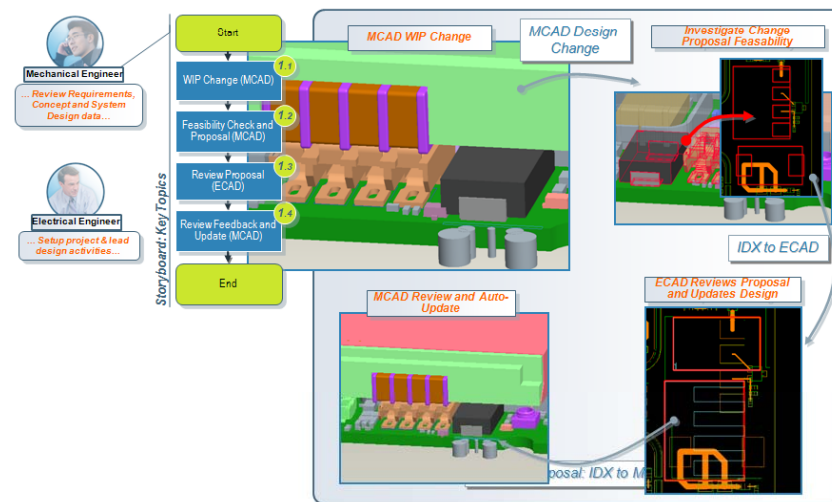 Start
MCAD WIP Change
MCAD Design
Change
Investigate Change
Proposal Feasability
Mechanical Engineer
… Review Requirements,
Concept and System
Design data…
WIP Change (MCAD)
1.1
Feasibility Check and
Proposal (MCAD)
1.2
Review Proposal
(ECAD)
1.3
Review Feedback and
Update (MCAD)
1.4
End
Electrical Engineer
… Setup project & lead
design activities…
Storyboard: Key Topics
IDX to ECAD
ECAD Reviews Proposal
and Updates Design
MCAD Review and Auto-
Update
posal: IDX to M